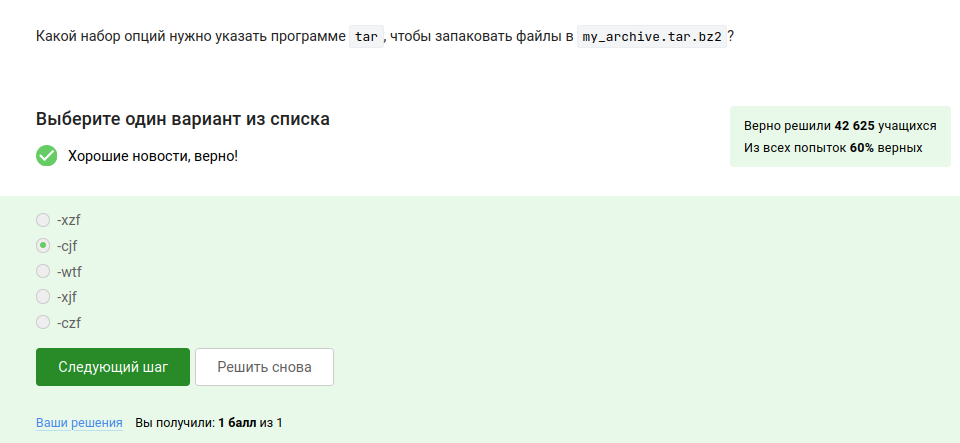 Какой набор опций нужно указать программе tar, чтобы запаковать файлы в my_archive.tar.bz2?
Выберите один вариант из списка
Хорошие новости, верно!
Верно решили 42 625 учащихся
Из всех попыток 60% верных
-xzf
-cjf
-wtf
-xjf
-czf
Следующий шаг
Решить снова
Ваши решения Вы получили: 1 балл из 1